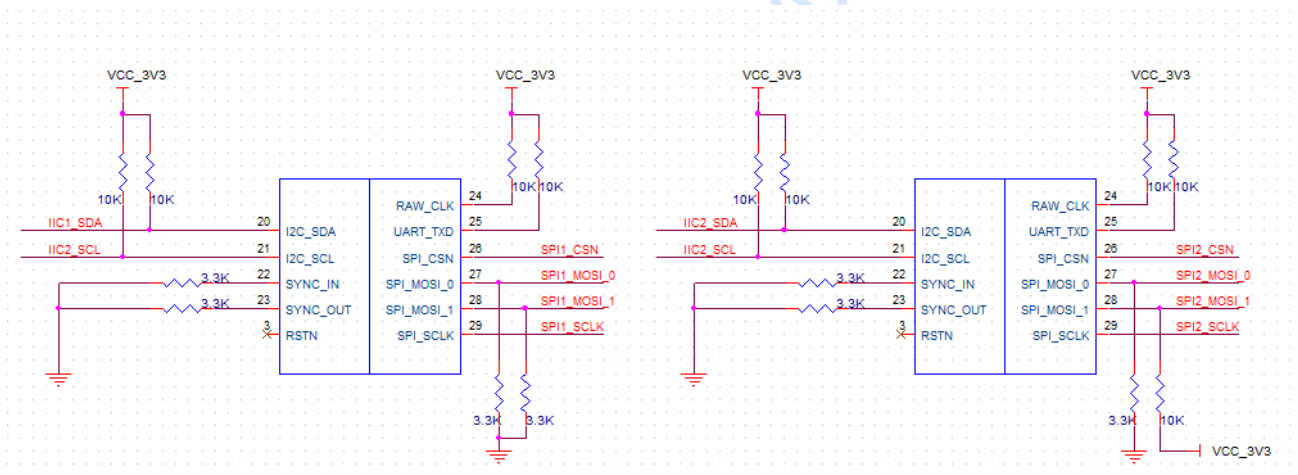 VCC_3V3
VCC_3V3
VCC_3V3
VCC_3V3
10K
10K
10K
10K
10K
10K
10K
10K
IIC1_SDA
20
I2C_SDA
IIC2_SCL
21
I2C_SCL
3.3K
22
SYNC_IN
3.3K
23
SYNC_OUT
3
RSTN
RAW_CLK
24
UART_TXD
25
SPI_CSN
26
SPI1_CSN
SPI_MOSI_0
27
SPI1_MOSI_0
SPI_MOSI_1
28
SPI1_MOSI_1
SPI_SCLK
29
SPI1_SCLK
3.3K
3.3K
IIC2_SDA
20
I2C_SDA
IIC2_SCL
21
I2C_SCL
3.3K
22
SYNC_IN
3.3K
23
SYNC_OUT
3
RSTN
RAW_CLK
24
UART_TXD
25
SPI_CSN
26
SPI2_CSN
SPI_MOSI_0
27
SPI2_MOSI_0
SPI_MOSI_1
28
SPI2_MOSI_1
SPI_SCLK
29
SPI2_SCLK
3.3K
10K
VCC_3V3